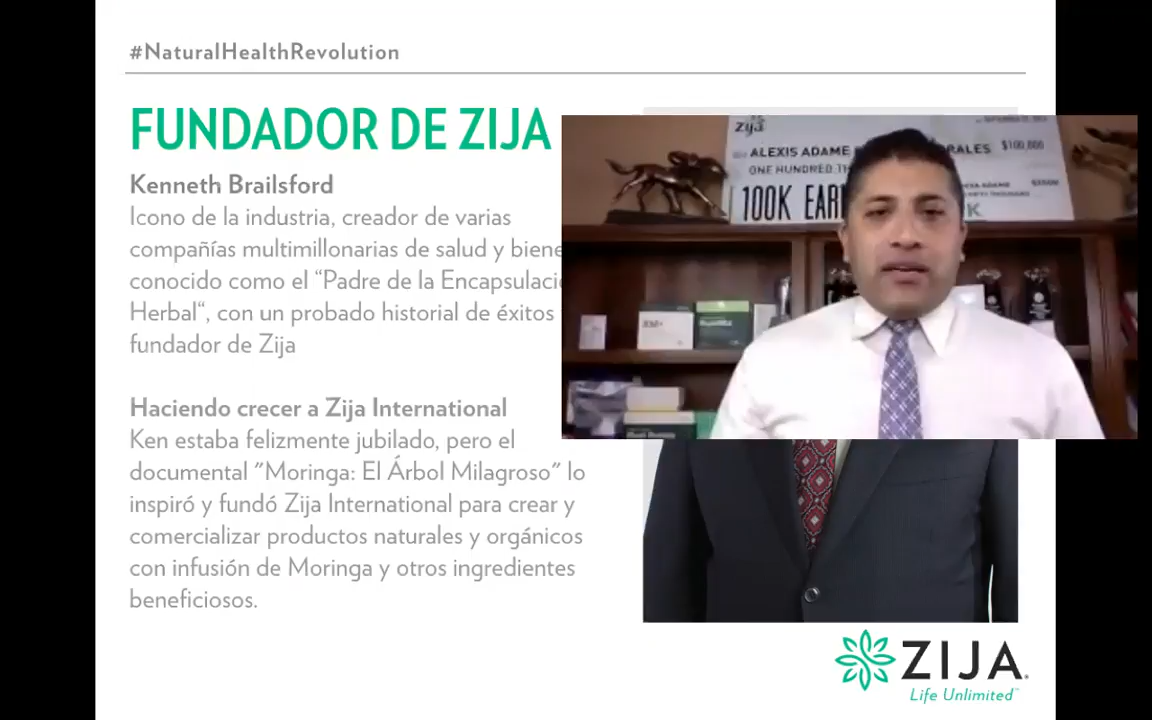 #NaturalHealthRevolution
FUNDADOR DE ZIJA
Kenneth Brailsford
Icono de la industria, creador de varias
compañías multimillonarias de salud y biene
conocido como el “Padre de la Encapsulaci
Herbal“, con un probado historial de éxitos
fundador de Zija
Haciendo crecer a Zija International
Ken estaba felizmente jubilado, pero el
documental "Moringa: El Árbol Milagroso" lo
inspiró y fundó Zija International para crear y
comercializar productos naturales y orgánicos
con infusión de Moringa y otros ingredientes
beneficiosos.
zija
ALEXIS ADAME
$100,000
ONE HUNDRED
100K EAR
ZIJA
Life Unlimited™